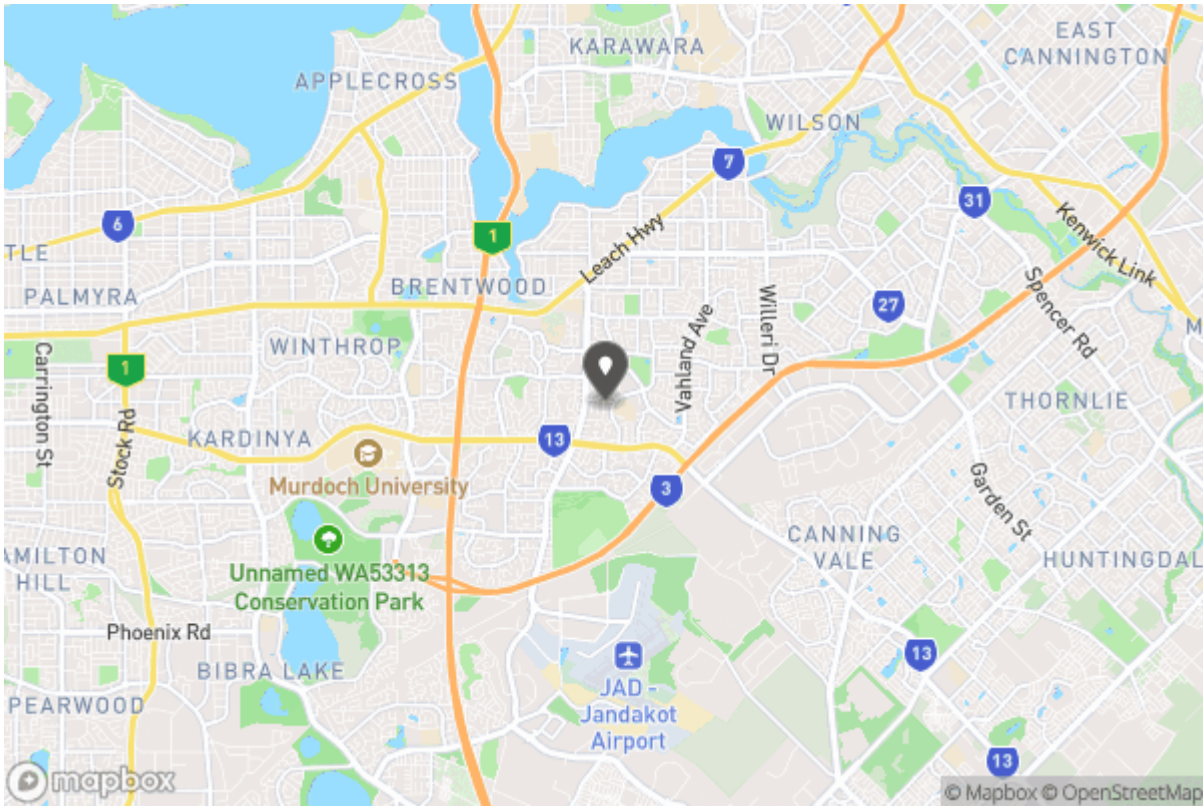 KARAWARA
EAST
CANNINGTON
APPLECROSS
WILSON
7
31
6
1
Kenwick Link
Leach Hwy
TLE
BRENTWOOD
PALMYRA
27
Spencer Rd
Willeri Dr
Vahland Ave
M
WINTHROP
1
Carrington St
THORNLIE
Stock Rd
KARDINYA
13
Murdoch University
3
Garden St
CANNING
VALE
AMILTON
HILL
HUNTINGDAL
Unnamed WA53313
Conservation Park
Phoenix Rd
13
BIBRA LAKE
JAD -
Jandakot
Airport
PEARWOOD
13
mapbox
© Mapbox © OpenStreetMap